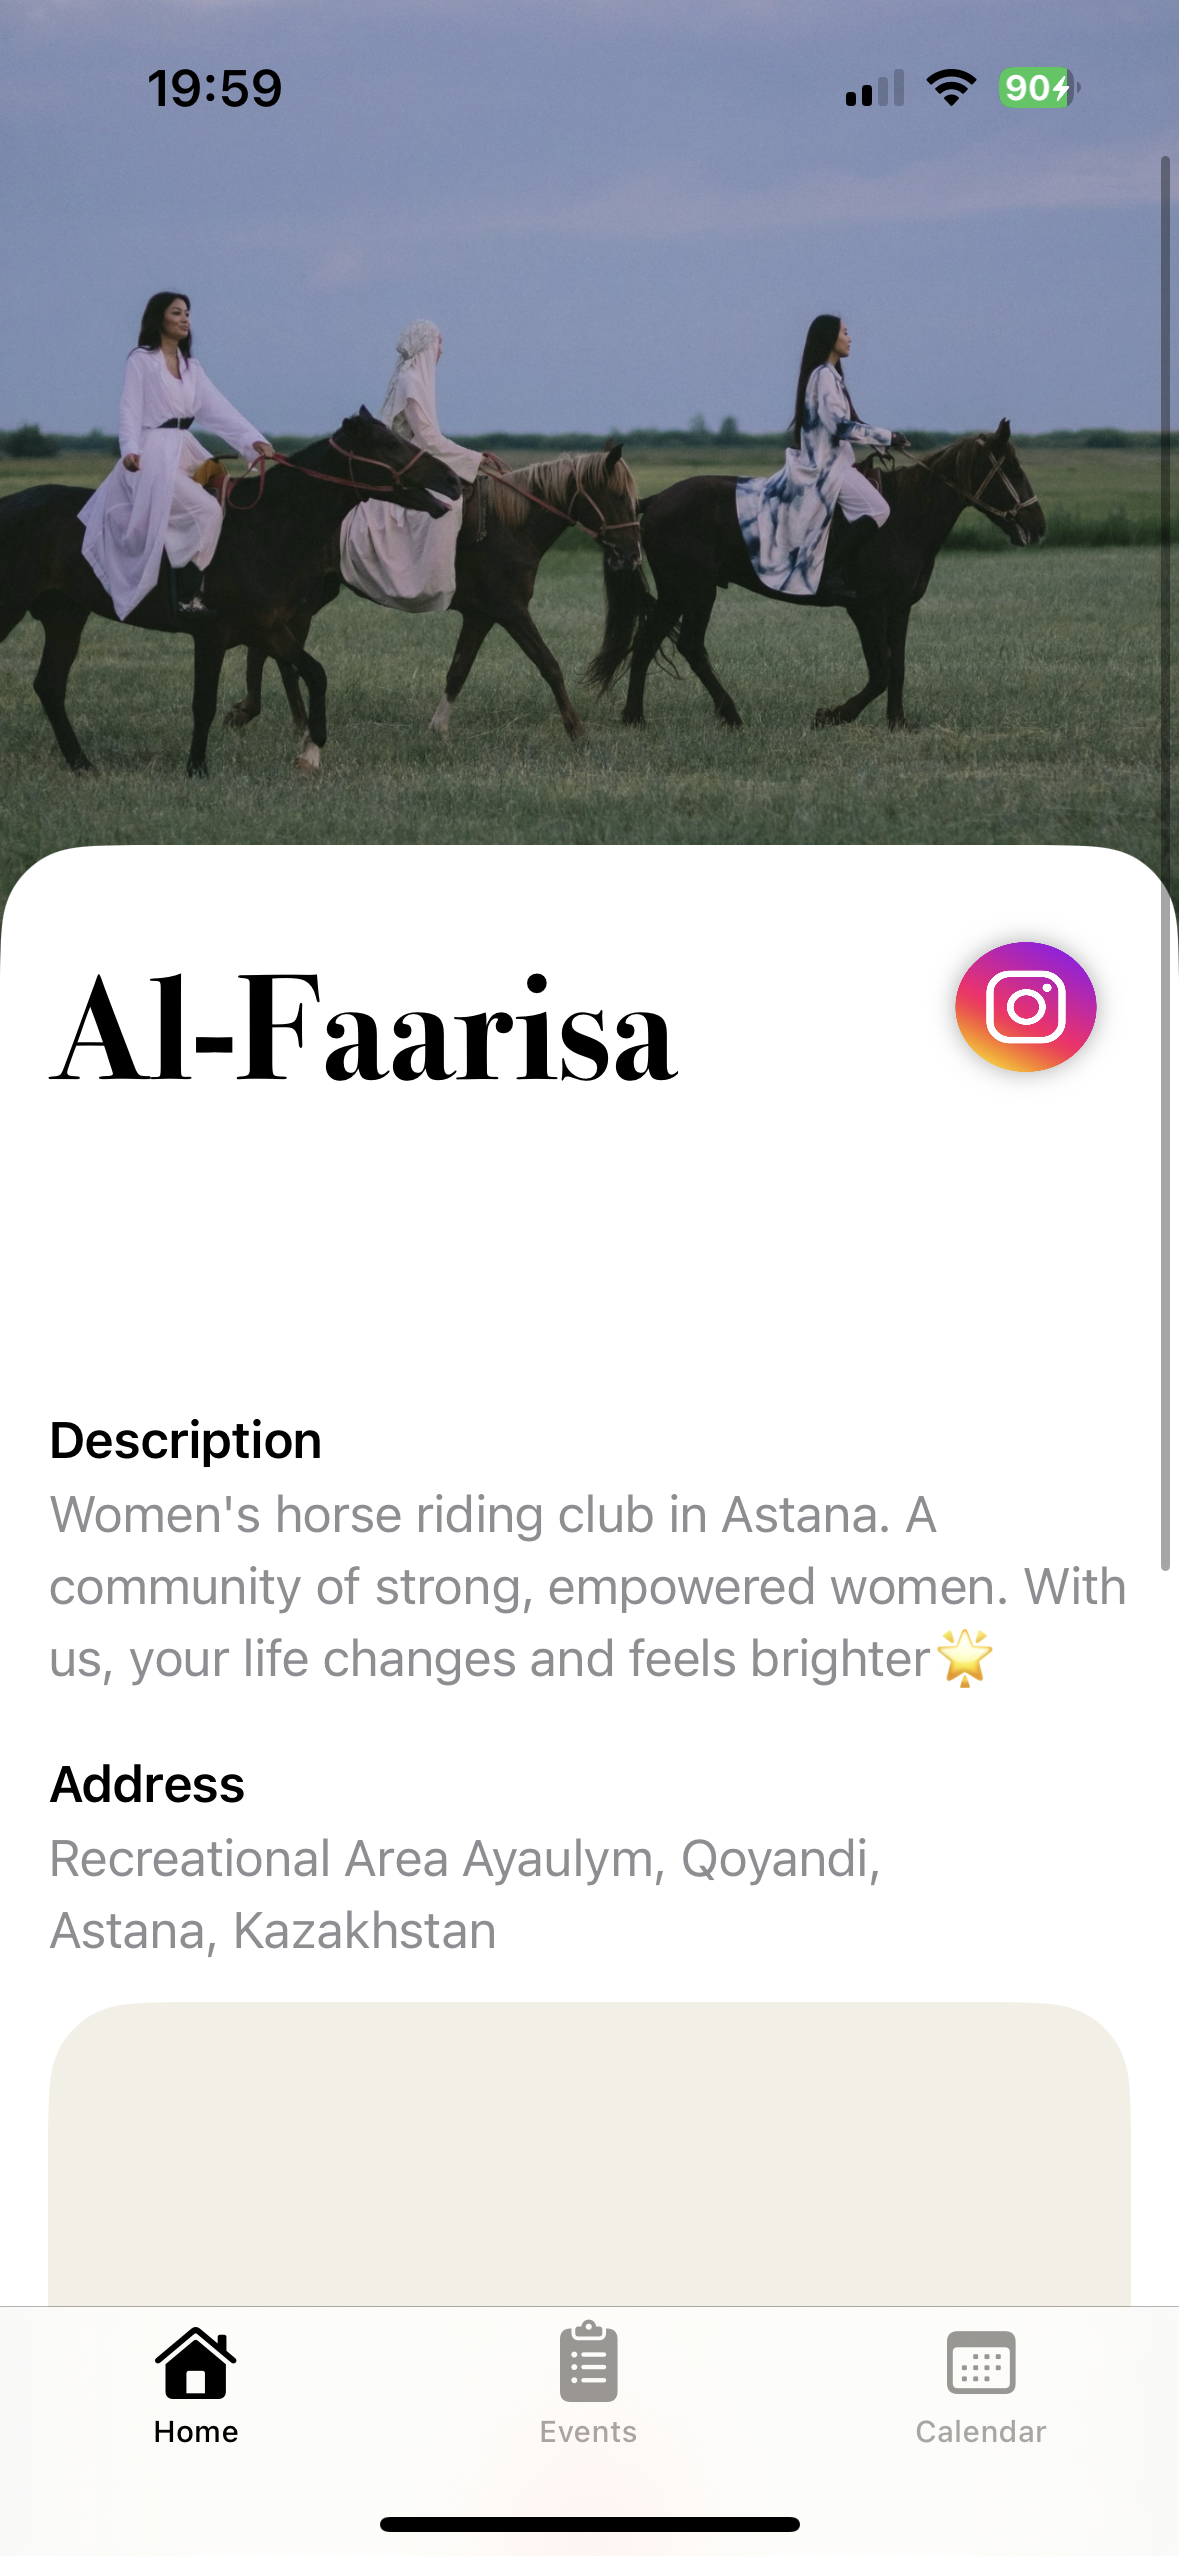 19:59
90
Al-Faarisa
Description
Women's horse riding club in Astana. A
community of strong, empowered women. With
us, your life changes and feels brighter🌟
Address
Recreational Area Ayaulym, Qoyandi,
Astana, Kazakhstan
Home
Events
Calendar